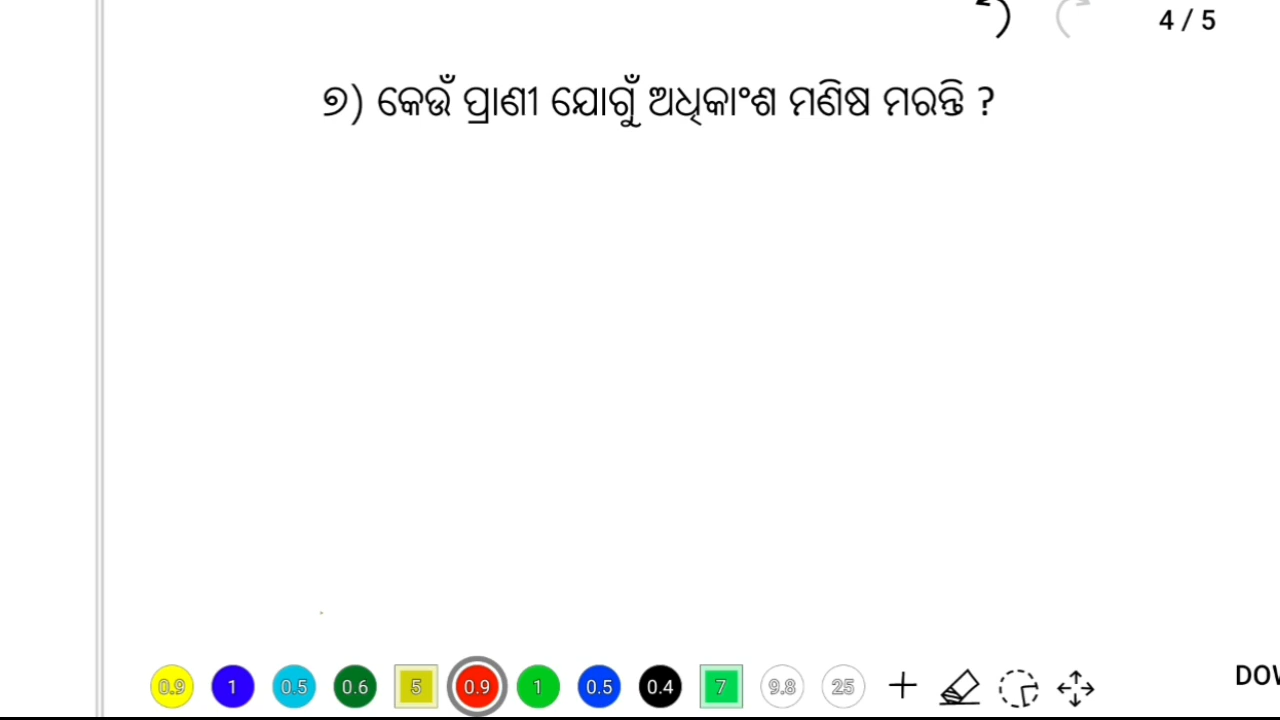 4 / 5
୭) କେଉଁ ପ୍ରାଣୀ ଯୋଗୁଁ ଅଧିକାଂଶ ମଣିଷ ମରନ୍ତି ?
0.9 1 0.5 0.6 5 0.9 1 0.5 0.4 7 9.8 25